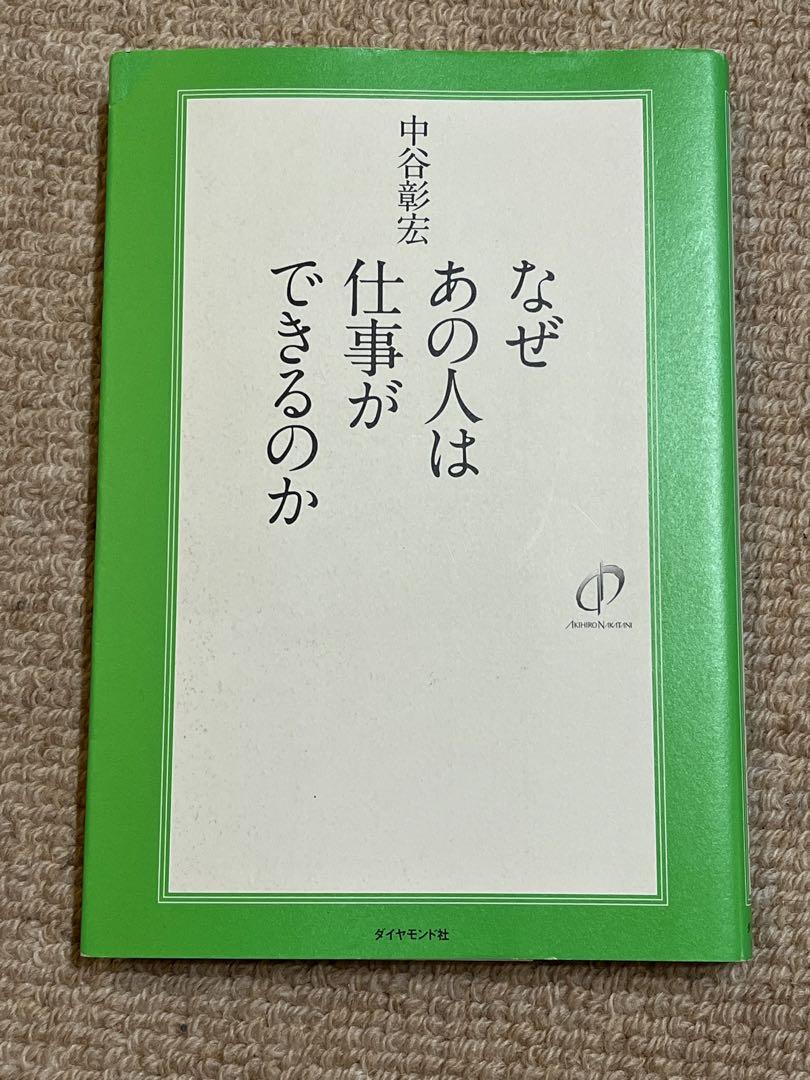 なぜ
あの人は
仕事が
できるのか
中谷彰宏
AKIHIRO NAKATANI
ダイヤモンド社